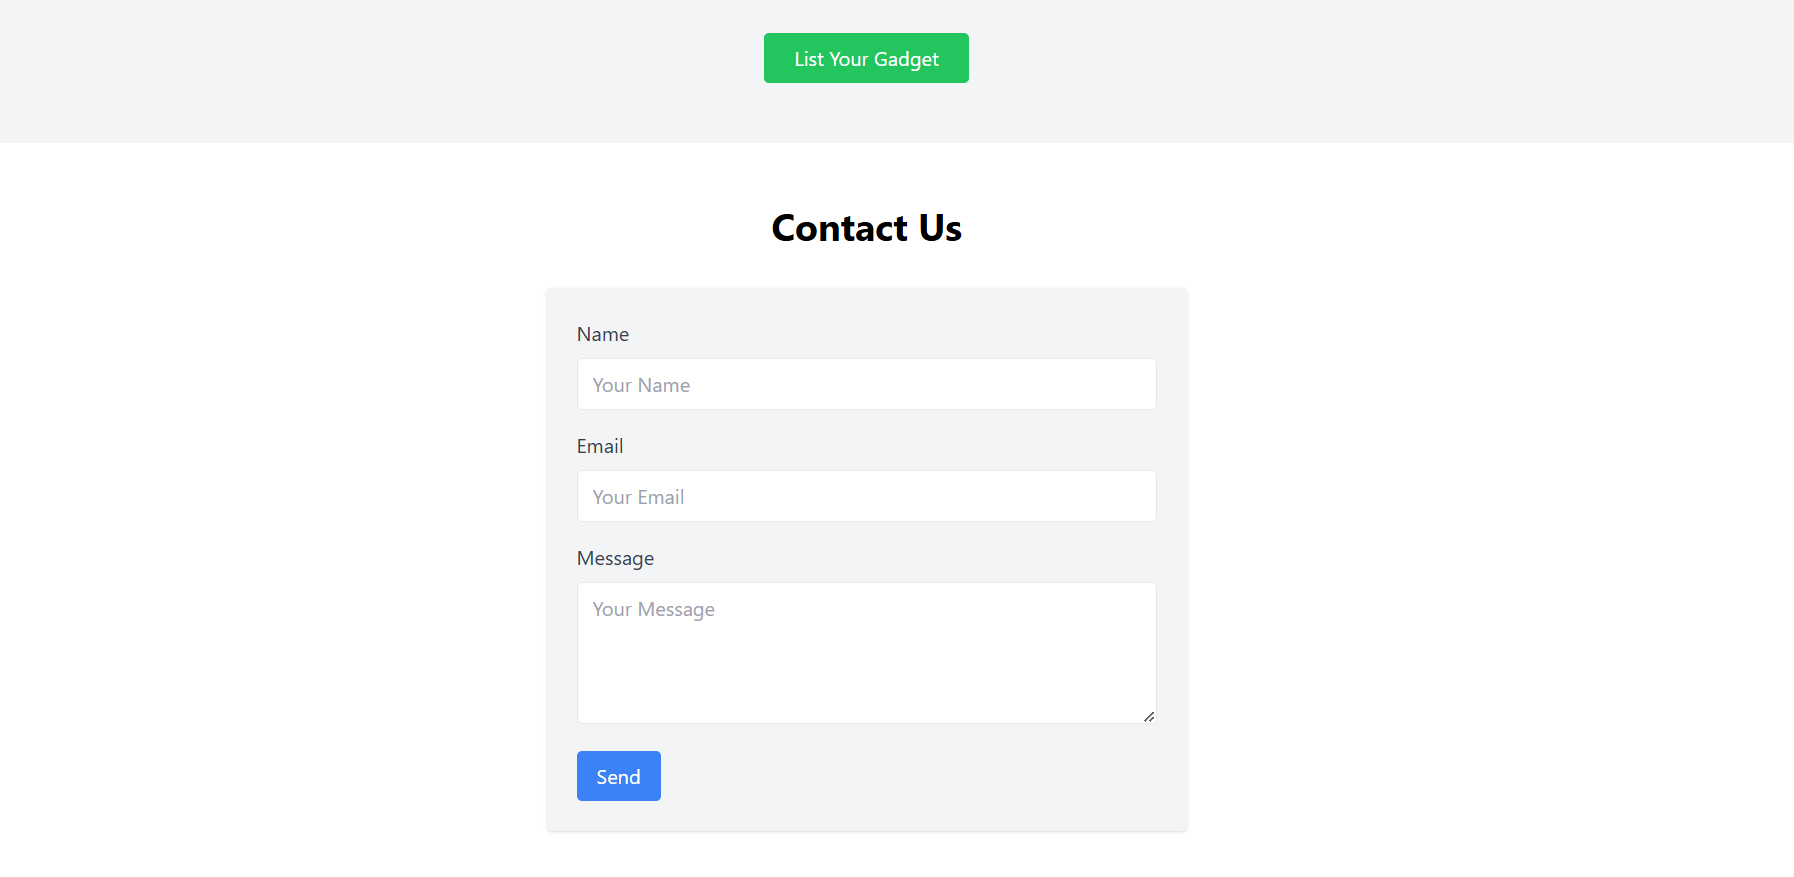 List Your Gadget
Contact Us
Name
Your Name
Email
Your Email
Message
Your Message
Send